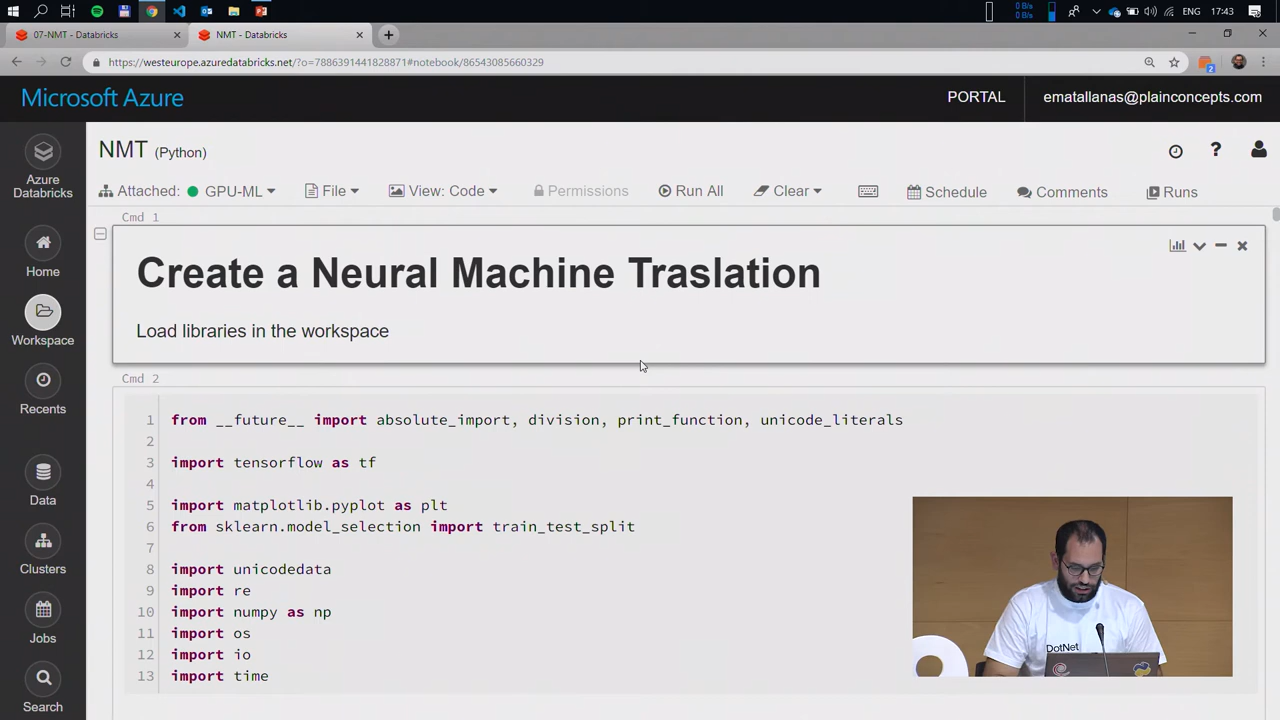 ENG 17:43
0 B/s
0 B/s
07-NMT - Databricks
NMT - Databricks
https://westeurope.azuredatabricks.net/?o=7886391441828871#notebook/86543085660329
2
Microsoft Azure
PORTAL
ematallanas@plainconcepts.com
NMT (Python)
?
Attached: GPU-ML
File
View: Code
Permissions
Run All
Clear
Schedule
Comments
Runs
Azure
Databricks
Home
Workspace
Recents
Data
Clusters
Jobs
Search
Cmd 1
Create a Neural Machine Traslation
Load libraries in the workspace
Cmd 2
1 from __future__ import absolute_import, division, print_function, unicode_literals
2
3 import tensorflow as tf
4
5 import matplotlib.pyplot as plt
6 from sklearn.model_selection import train_test_split
7
8 import unicodedata
9 import re
10 import numpy as np
11 import os
12 import io
13 import time
DotNet